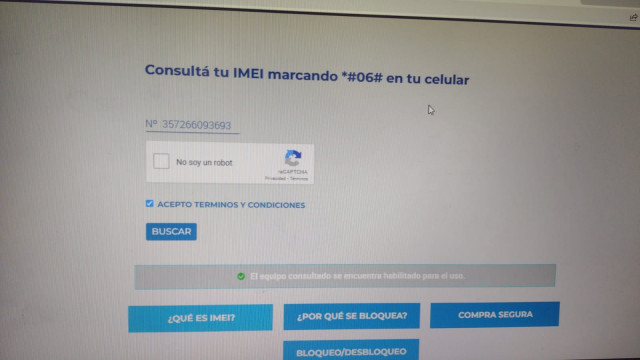 Consultá tu IMEI marcando *#06# en tu celular
Nº 357266093693
No soy un robot
reCAPTCHA
Privacidad - Términos
ACEPTO TERMINOS Y CONDICIONES
BUSCAR
El equipo consultado se encuentra habilitado para el uso.
¿QUÉ ES IMEI?
¿POR QUÉ SE BLOQUEA?
COMPRA SEGURA
BLOQUEO/DESBLOQUEO